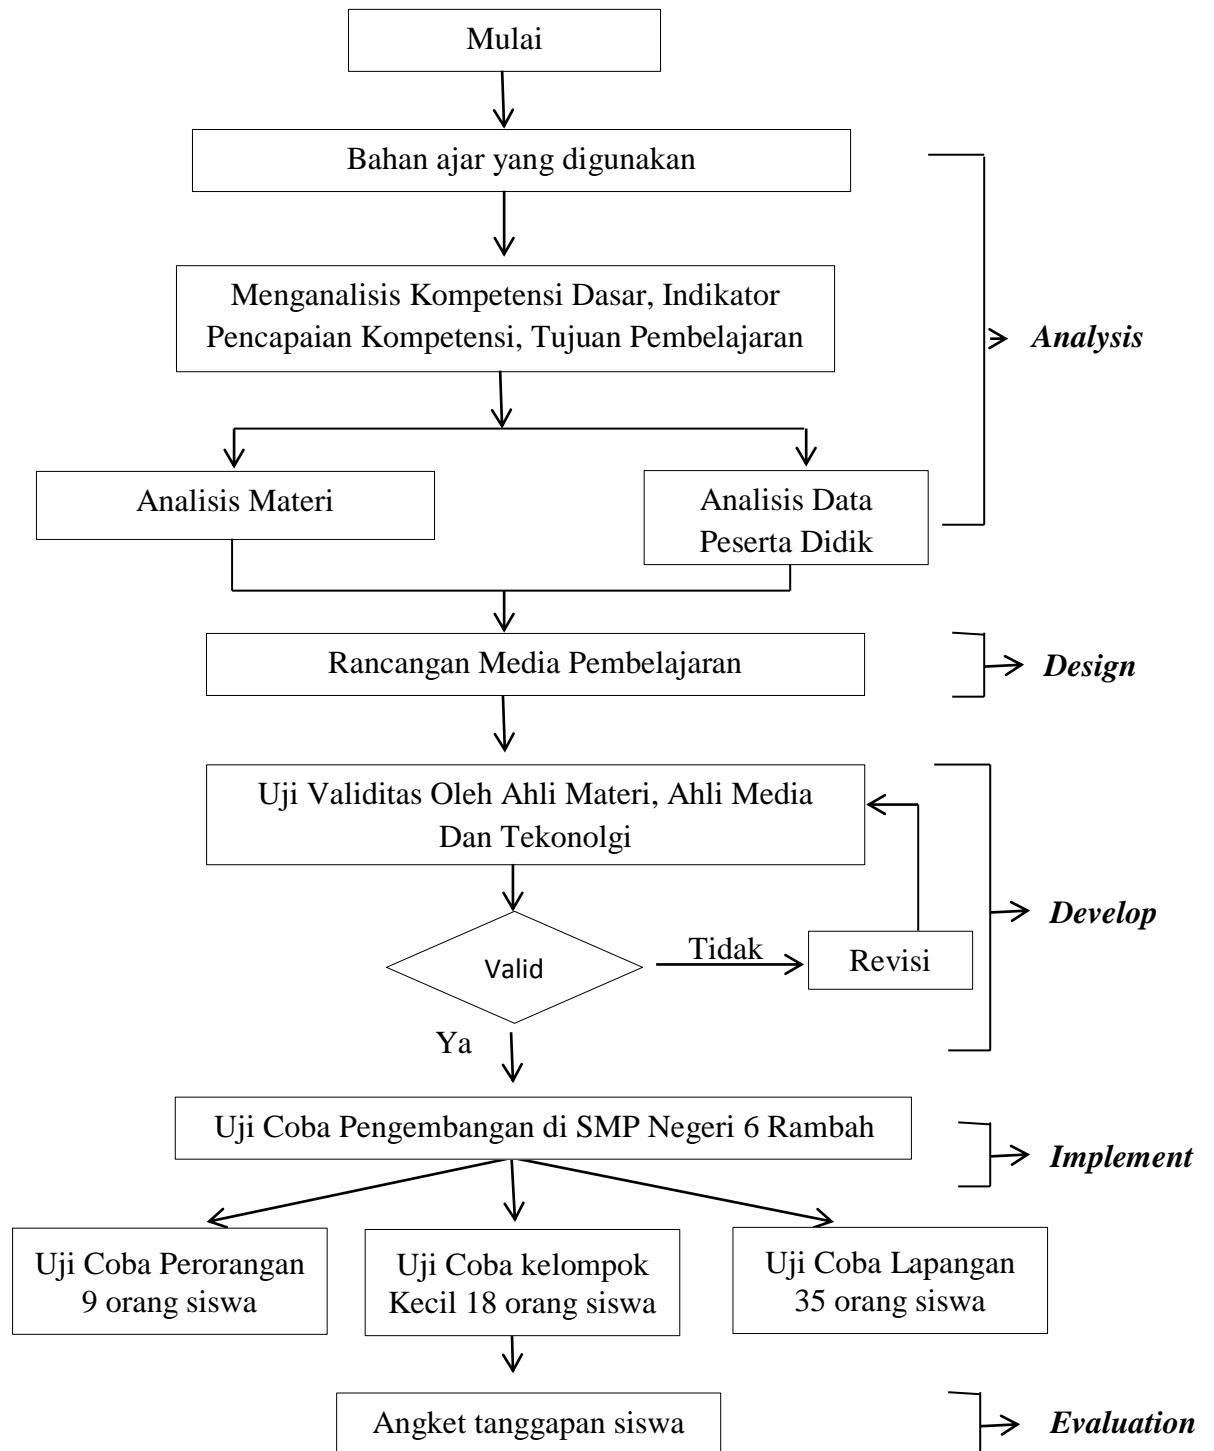 Mulai
Bahan ajar yang digunakan
Menganalisis Kompetensi Dasar, Indikator
Pencapaian Kompetensi, Tujuan Pembelajaran
Analysis
Analisis Materi
Analisis Data
Peserta Didik
Rancangan Media Pembelajaran
Design
Uji Validitas Oleh Ahli Materi, Ahli Media
Dan Tekonolgi
Develop
Valid
Tidak
Revisi
Ya
Uji Coba Pengembangan di SMP Negeri 6 Rambah
Implement
Uji Coba Perorangan
9 orang siswa
Uji Coba kelompok
Kecil 18 orang siswa
Uji Coba Lapangan
35 orang siswa
Angket tanggapan siswa
Evaluation